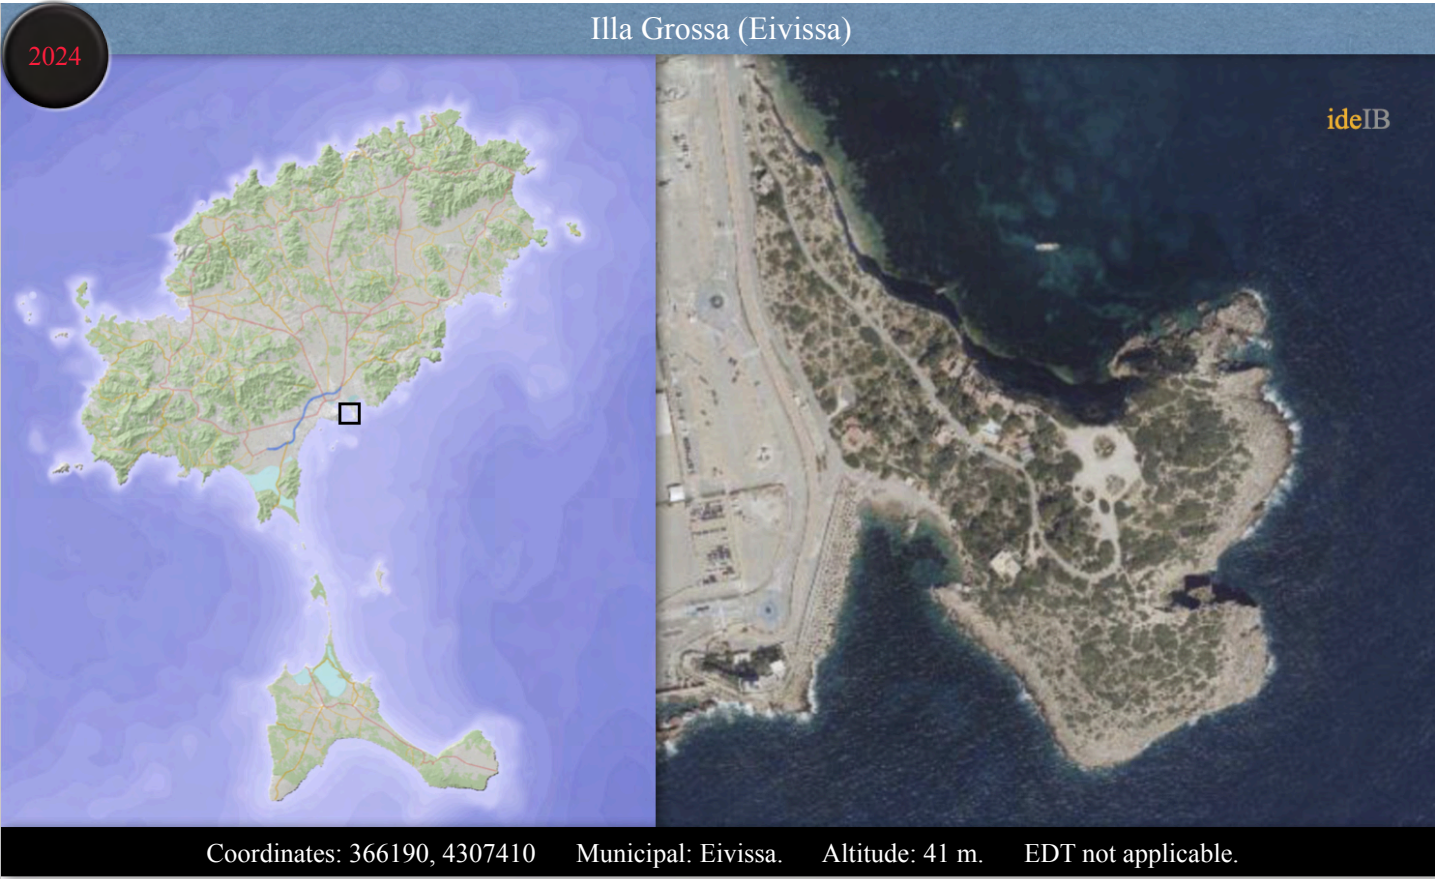 Illa Grossa (Eivissa)
2024
ideIB
Coordinates: 366190, 4307410 Municipal: Eivissa. Altitude: 41 m. EDT not applicable.